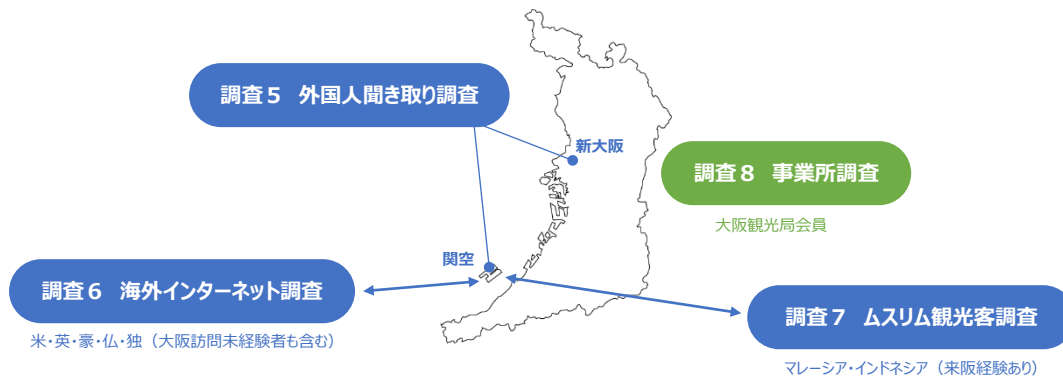 調査５　外国人聞き取り調査
新大阪
調査８　事業所調査
大阪観光局会員
関空
調査６　海外インターネット調査
米・英・豪・仏・独（大阪訪問未経験者も含む）
調査７　ムスリム観光客調査
マレーシア・インドネシア（来阪経験あり）